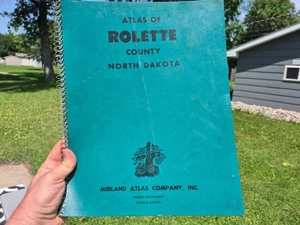 ATLAS OF
ROLETTE
COUNTY
NORTH DAKOTA
MIDLAND ATLAS COMPANY, INC.